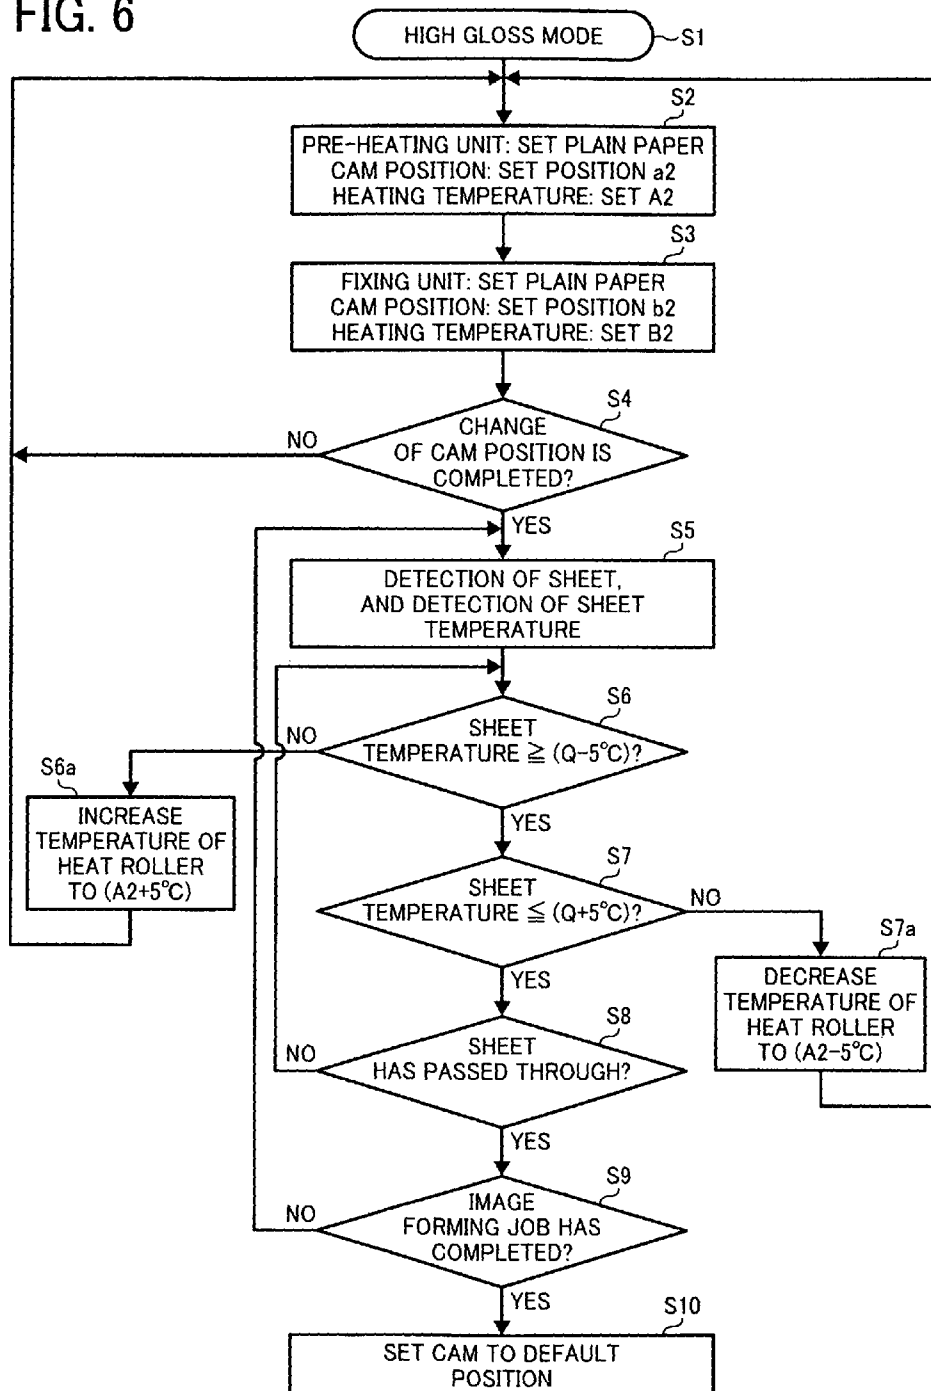 FIG. 6
HIGH GLOSS MODE
S1
S2
PRE-HEATING UNIT: SET PLAIN PAPER
CAM POSITION: SET POSITION a2
HEATING TEMPERATURE: SET A2
S3
FIXING UNIT: SET PLAIN PAPER
CAM POSITION: SET POSITION b2
HEATING TEMPERATURE: SET B2
S4
CHANGE
OF CAM POSITION IS
COMPLETED?
NO
YES
S5
DETECTION OF SHEET,
AND DETECTION OF SHEET
TEMPERATURE
S6
SHEET
TEMPERATURE ≧ (Q−5°C)?
NO
YES
S6a
INCREASE
TEMPERATURE OF
HEAT ROLLER
TO (A2+5°C)
S7
SHEET
TEMPERATURE ≦ (Q+5°C)?
NO
YES
S7a
DECREASE
TEMPERATURE OF
HEAT ROLLER
TO (A2−5°C)
S8
SHEET
HAS PASSED THROUGH?
NO
YES
S9
IMAGE
FORMING JOB HAS
COMPLETED?
NO
YES
S10
SET CAM TO DEFAULT
POSITION